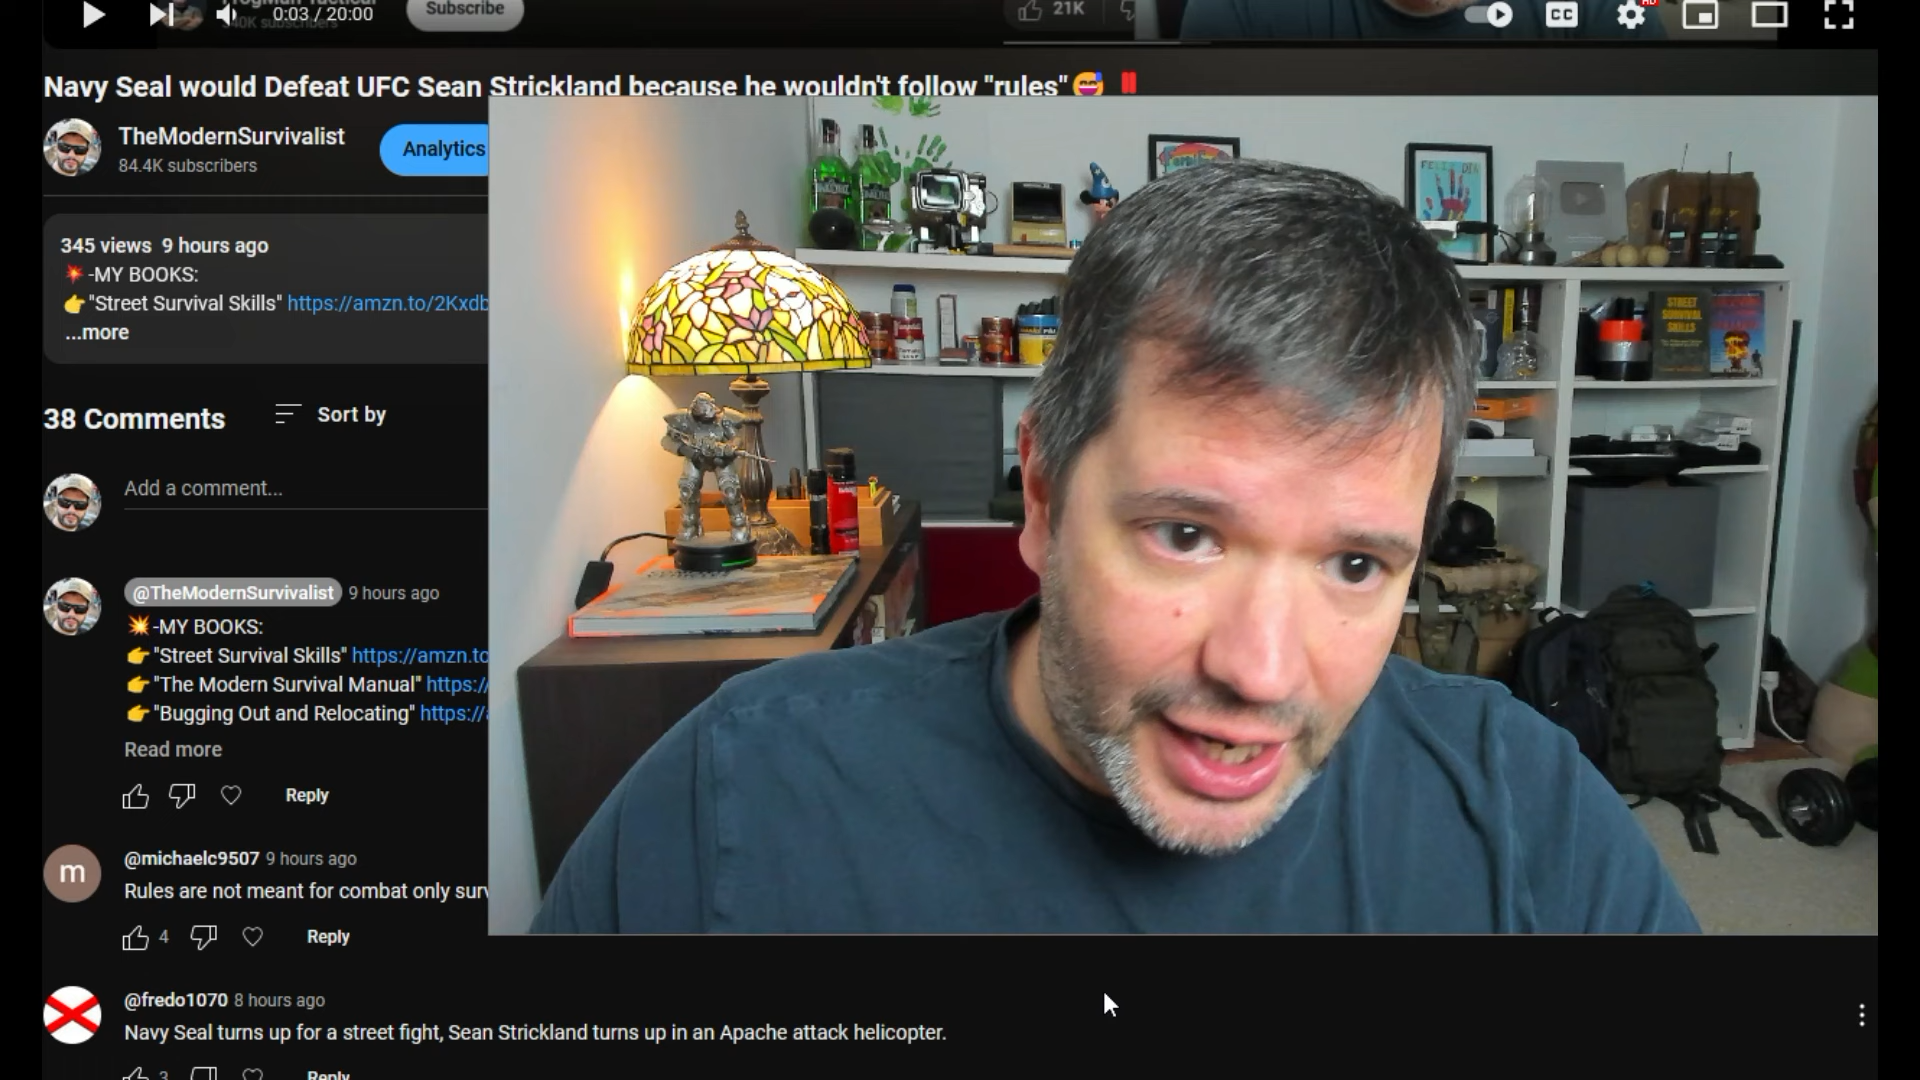 0:03 / 20:00
Subscribe
21K
CC
HD
Navy Seal would Defeat UFC Sean Strickland because he wouldn't follow "rules"
TheModernSurvivalist
84.4K subscribers
Analytics
345 views 9 hours ago
-MY BOOKS:
"Street Survival Skills" https://amzn.to/2Kxdb
...more
38 Comments
Sort by
Add a comment...
@TheModernSurvivalist 9 hours ago
-MY BOOKS:
"Street Survival Skills" https://amzn.to
"The Modern Survival Manual" https:/
"Bugging Out and Relocating" https://
Read more
Reply
m
@michaelc9507 9 hours ago
Rules are not meant for combat only
4
Reply
@fredo1070 8 hours ago
Navy Seal turns up for a street fight, Sean Strickland turns up in an Apache attack helicopter.
3
Reply
STREET
SURVIVAL
SKILLS